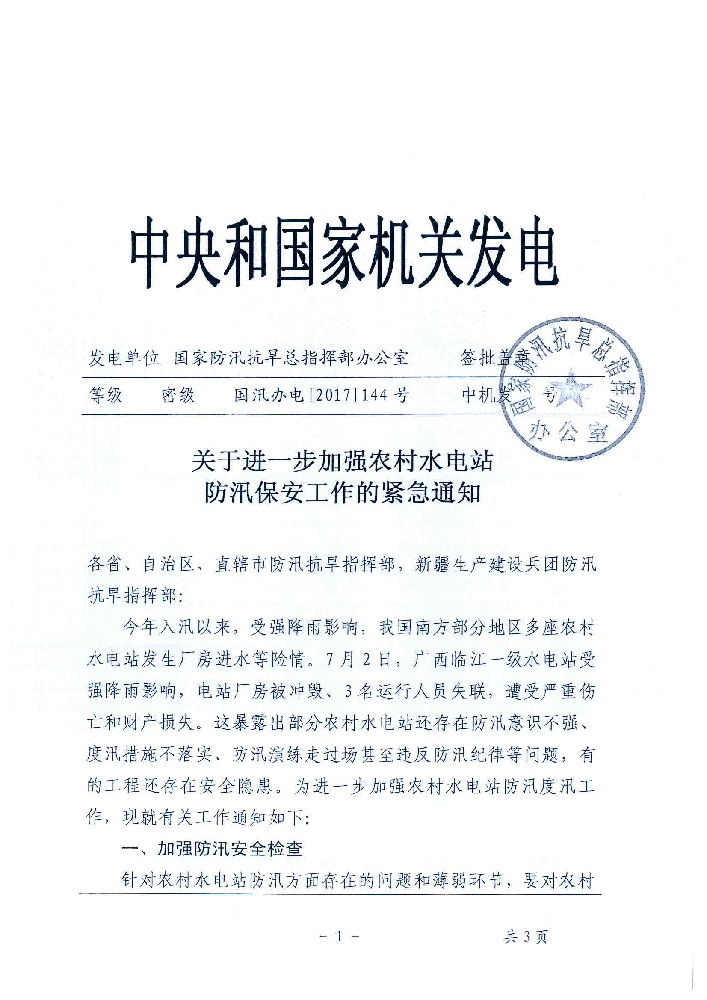 中央和国家机关发电
发电单位 国家防汛抗旱总指挥部办公室 签批盖章
等级 密级 国汛办电[2017]144号 中机发 号
国家防汛抗旱总指挥部
办公室
关于进一步加强农村水电站
防汛保安工作的紧急通知
各省、自治区、直辖市防汛抗旱指挥部，新疆生产建设兵团防汛
抗旱指挥部：
今年入汛以来，受强降雨影响，我国南方部分地区多座农村
水电站发生厂房进水等险情。7月2日，广西临江一级水电站受
强降雨影响，电站厂房被冲毁、3名运行人员失联，遭受严重伤
亡和财产损失。这暴露出部分农村水电站还存在防汛意识不强、
度汛措施不落实、防汛演练走过场甚至违反防汛纪律等问题，有
的工程还存在安全隐患。为进一步加强农村水电站防汛度汛工
作，现就有关工作通知如下：
一、加强防汛安全检查
针对农村水电站防汛方面存在的问题和薄弱环节，要对农村
- 1 - 共3页